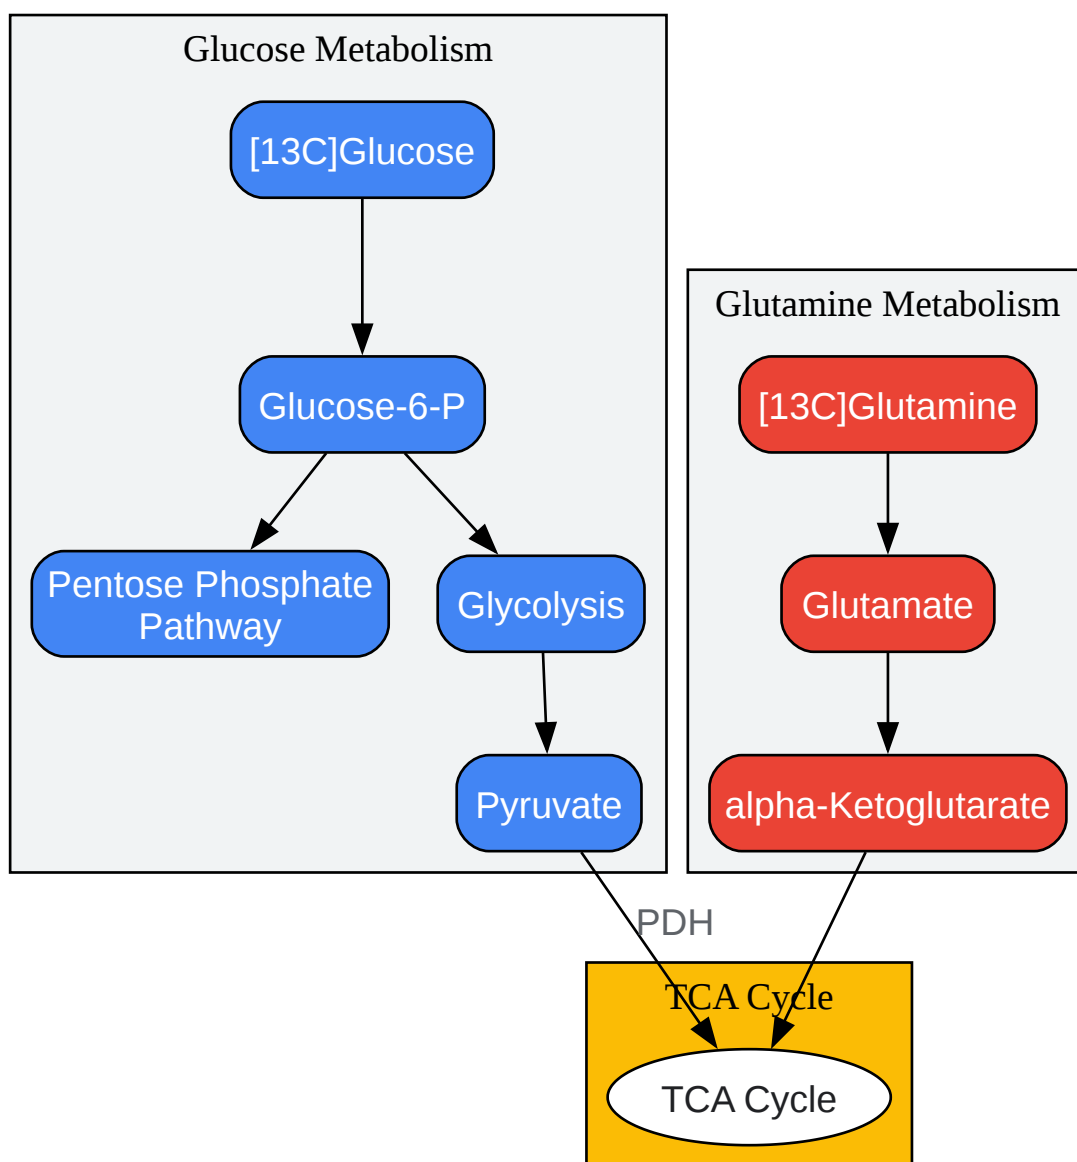 Glucose Metabolism
[13C]Glucose
Glucose-6-P
Pentose Phosphate
Pathway
Glycolysis
Pyruvate
Glutamine Metabolism
[13C]Glutamine
Glutamate
alpha-Ketoglutarate
PDH
TCA Cycle
TCA Cycle